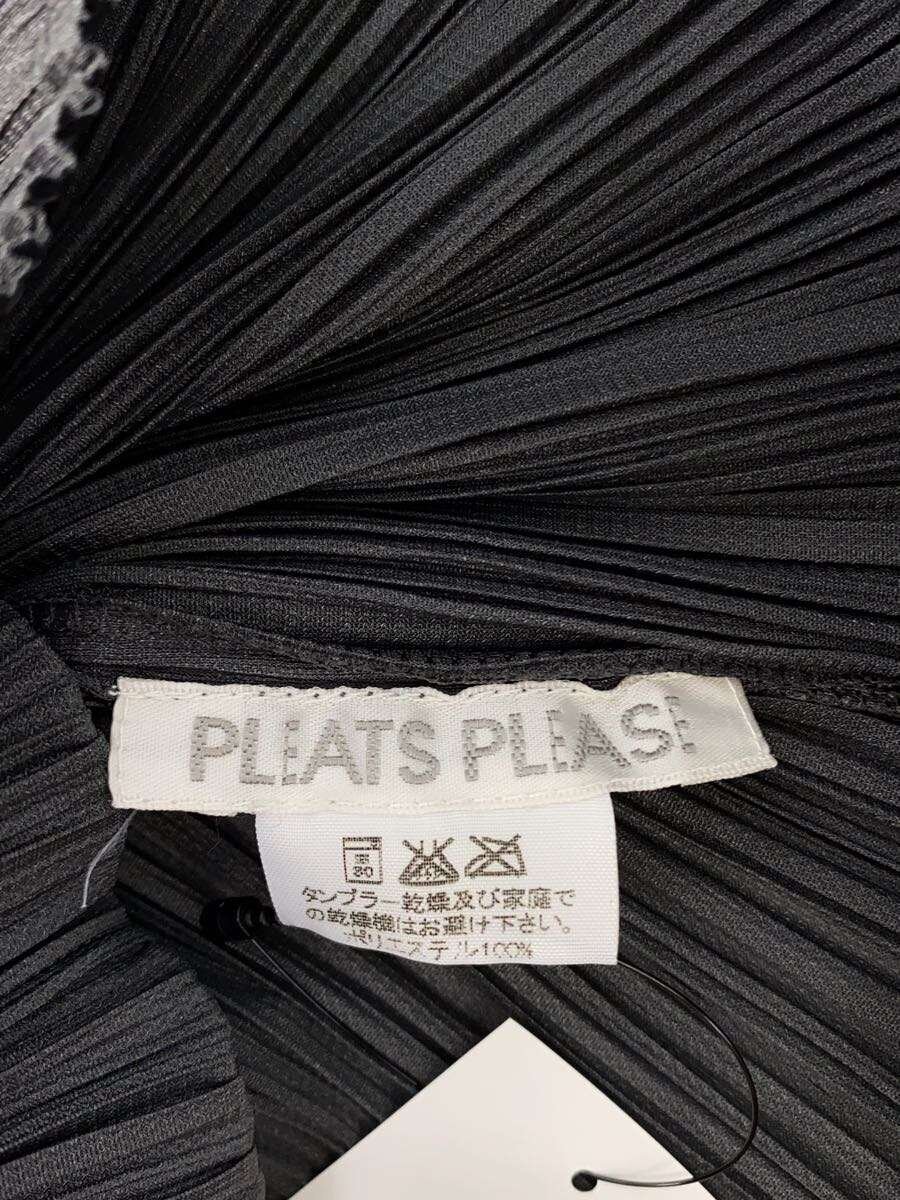 PLEATS PLEASE
30
タンブラー乾燥及び家庭で
の乾燥機はお避け下さい。
ポリエステル100%